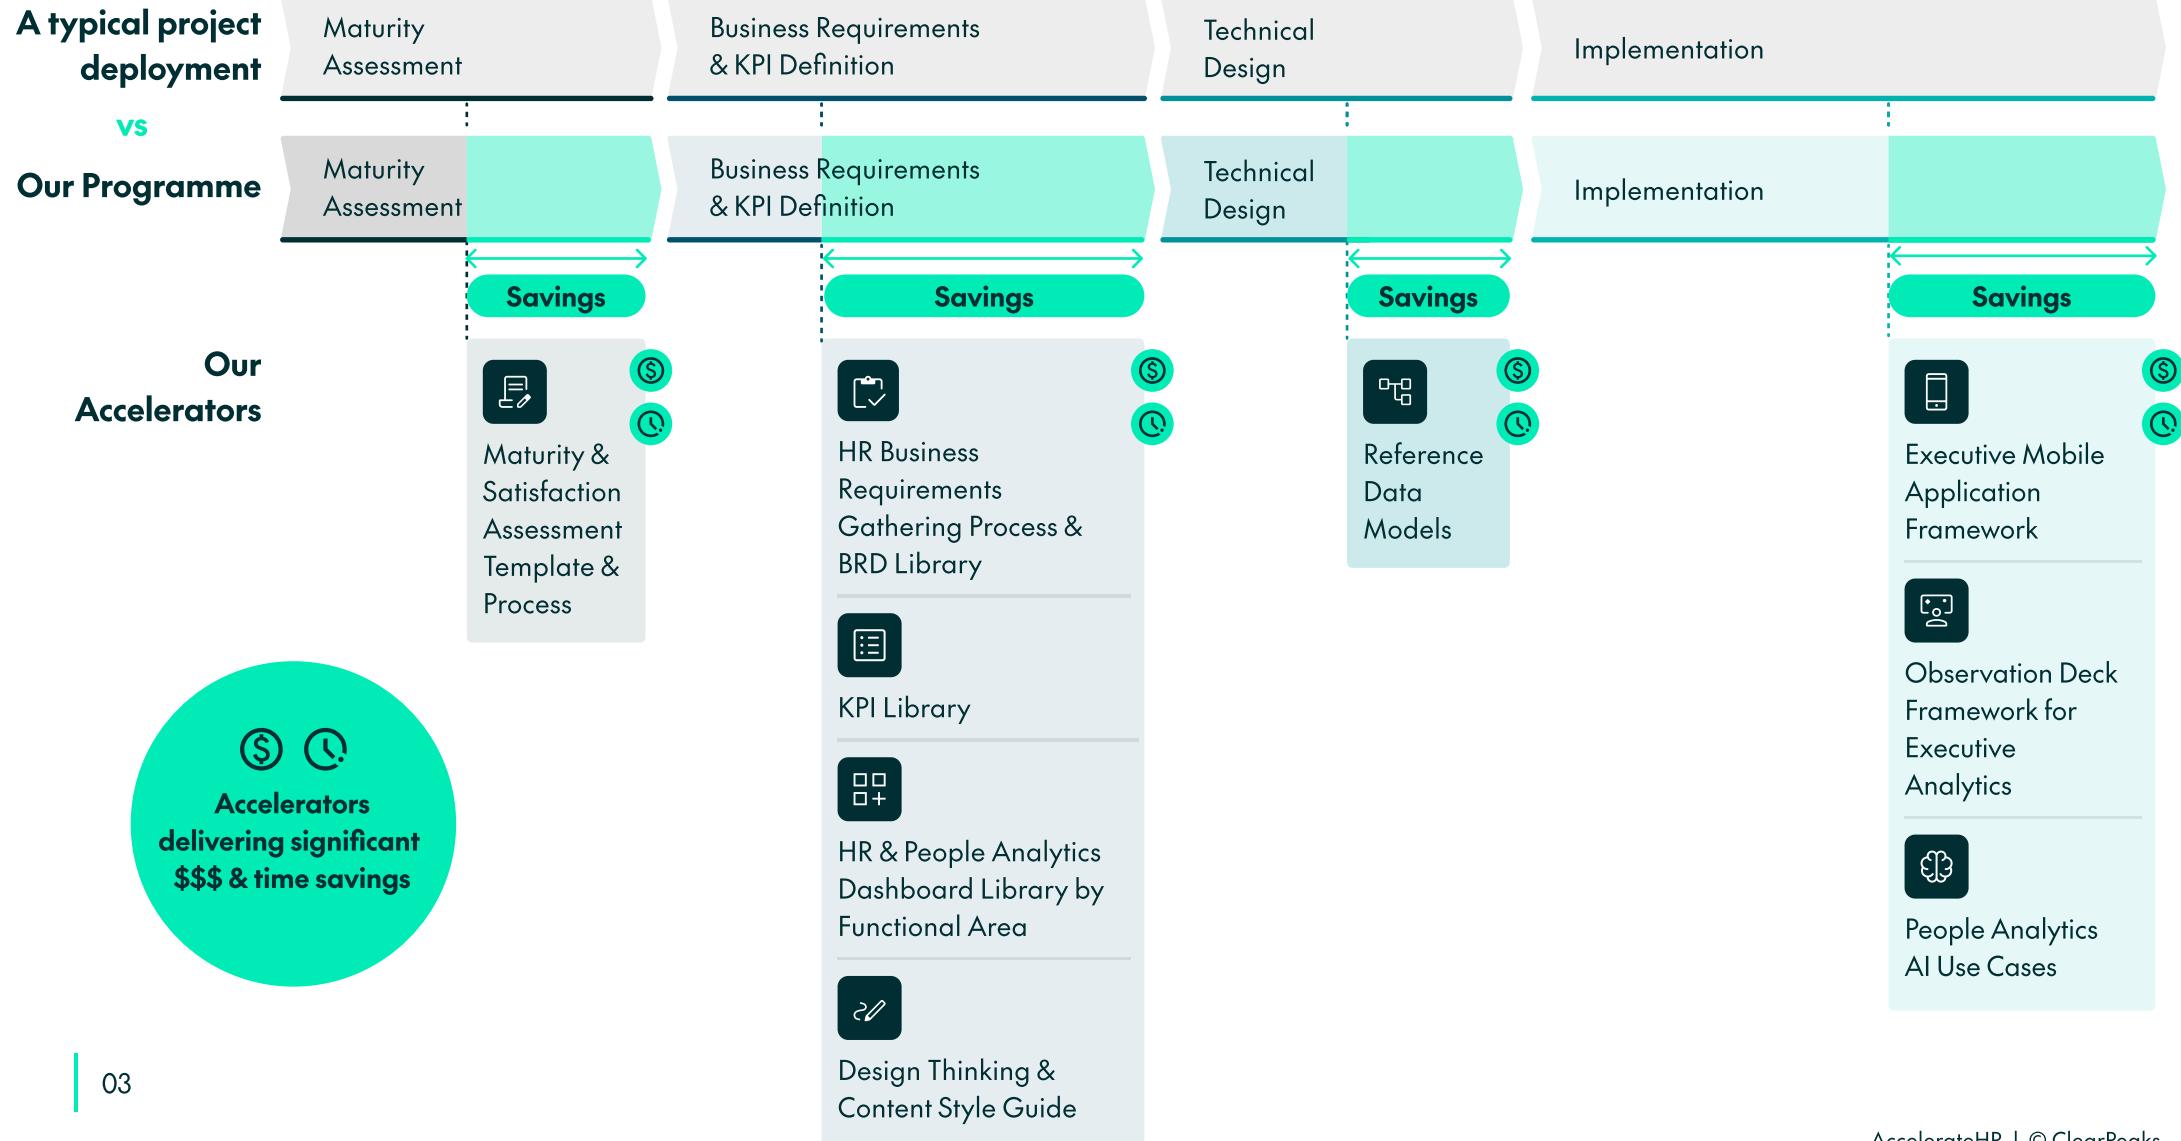 A typical project
deployment
vs
Our Programme
Maturity
Assessment
Business Requirements
& KPI Definition
Technical
Design
Implementation
Maturity
Assessment
Business Requirements
& KPI Definition
Technical
Design
Implementation
Savings
Savings
Savings
Savings
Our
Accelerators
Maturity &
Satisfaction
Assessment
Template &
Process
HR Business
Requirements
Gathering Process &
BRD Library
KPI Library
HR & People Analytics
Dashboard Library by
Functional Area
Design Thinking &
Content Style Guide
Reference
Data
Models
Executive Mobile
Application
Framework
Observation Deck
Framework for
Executive
Analytics
People Analytics
AI Use Cases
Accelerators
delivering significant
$$$ & time savings
03
AccelerateHR | © ClearPeaks